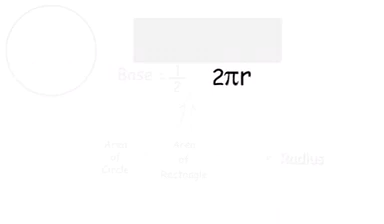 Base = 1/2 2πr
Area of Circle
Area of Rectangle
= Radius